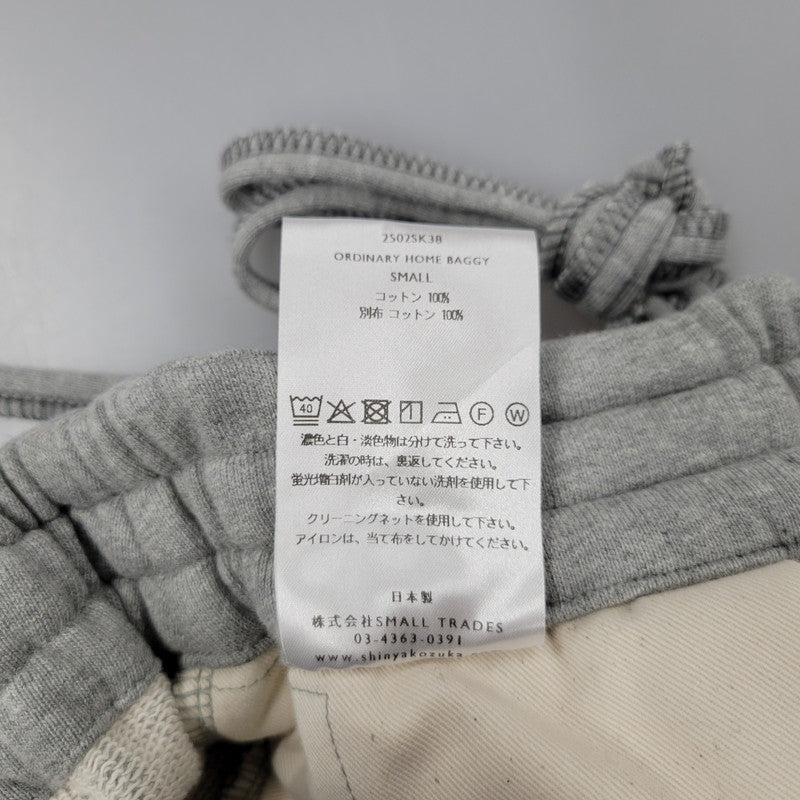 2502SK38
ORDINARY HOME BAGGY
SMALL
コットン 100%
別布 コットン 100%
40
F
W
濃色と白・淡色物は分けて洗って下さい。
洗濯の時は、裏返してください。
蛍光増白剤が入っていない洗剤を使用して下
さい。
クリーニングネットを使用して下さい。
アイロンは、当て布をしてかけてください。
日本製
株式会社SMALL TRADES
03-4363-0391
www.shinyakozuka.